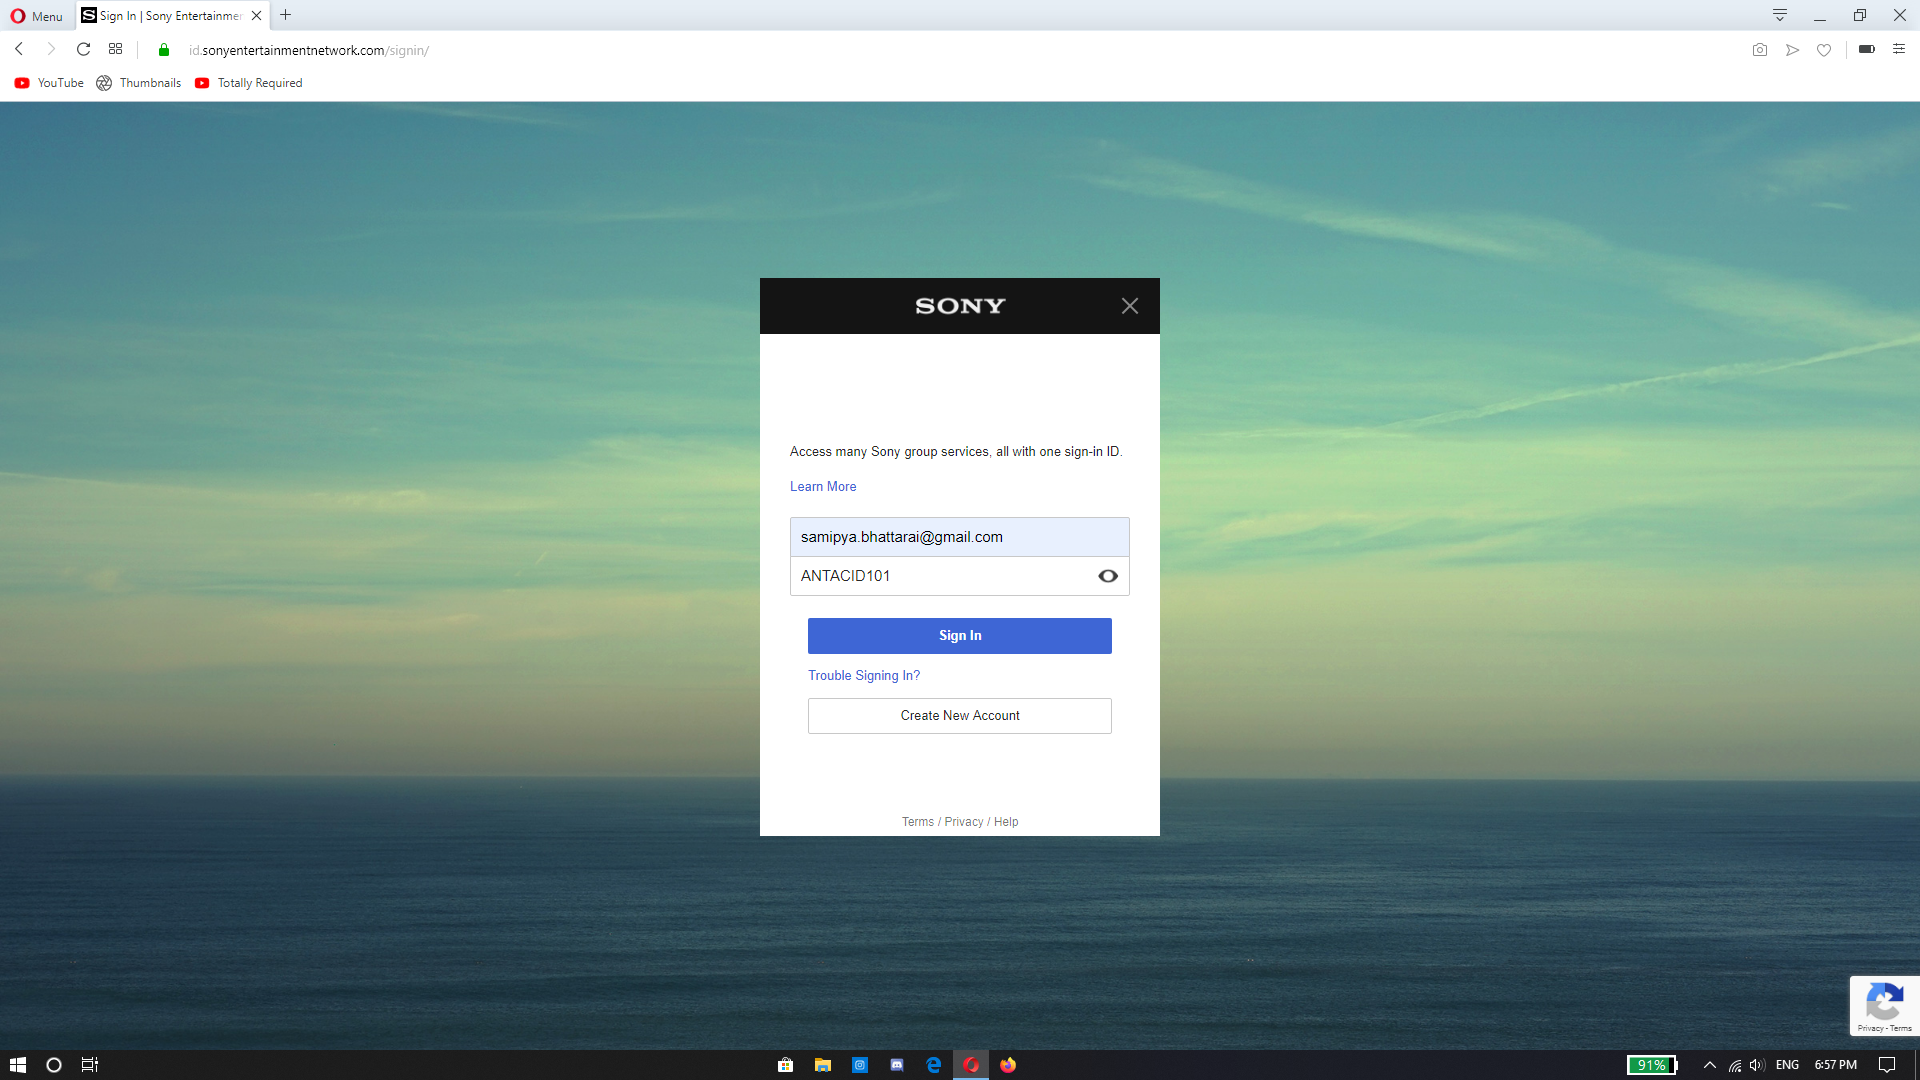 Menu
Sign In | Sony Entertainmen
id.sonyentertainmentnetwork.com/signin/
YouTube
Thumbnails
Totally Required
SONY
Access many Sony group services, all with one sign-in ID.
Learn More
samipya.bhattarai@gmail.com
ANTACID101
Sign In
Trouble Signing In?
Create New Account
Terms / Privacy / Help
Privacy - Terms
91%
ENG
6:57 PM